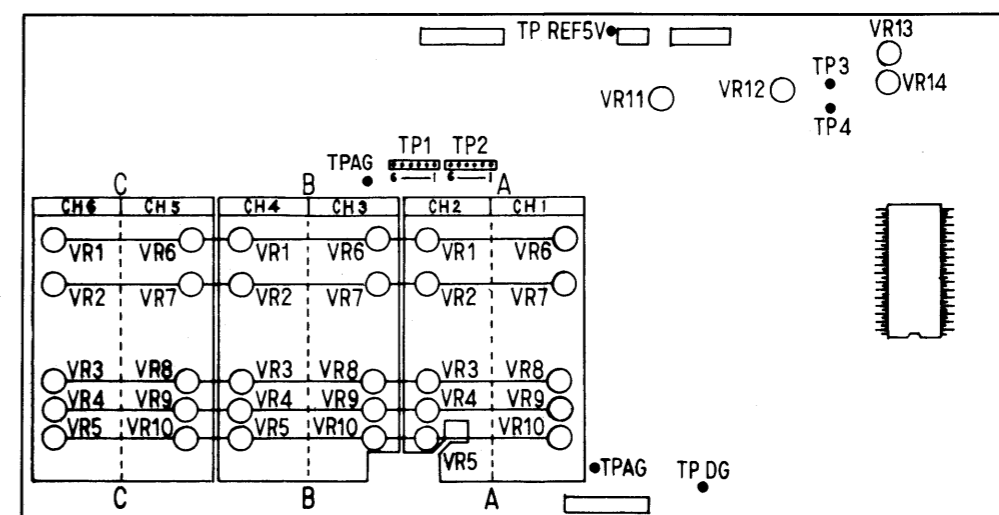 TP REF5V
VR13
VR11
VR12
TP3
VR14
TP4
TPAG
TP1
TP2
6 1
6 1
C
B
A
CH6
CH5
CH4
CH3
CH2
CH1
VR1
VR6
VR1
VR6
VR1
VR6
VR2
VR7
VR2
VR7
VR2
VR7
VR3
VR8
VR3
VR8
VR3
VR8
VR4
VR9
VR4
VR9
VR4
VR9
VR5
VR10
VR5
VR10
VR5
VR10
TPAG
TP DG
C
B
A